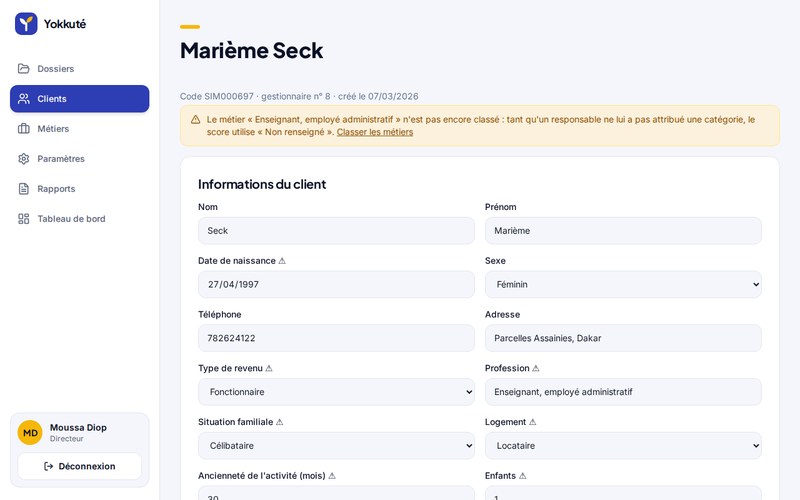 Yokkuté
Dossiers
Clients
Métiers
Paramètres
Rapports
Tableau de bord
MD
Moussa Diop
Directeur
Déconnexion
Marième Seck
Code SIM000697 · gestionnaire n° 8 · créé le 07/03/2026
Le métier « Enseignant, employé administratif » n'est pas encore classé : tant qu'un responsable ne lui a pas attribué une catégorie, le
score utilise « Non renseigné ». Classer les métiers
Informations du client
Nom
Prénom
Seck
Marième
Date de naissance ⚠
Sexe
27/04/1997
Féminin
Téléphone
Adresse
782624122
Parcelles Assainies, Dakar
Type de revenu ⚠
Profession ⚠
Fonctionnaire
Enseignant, employé administratif
Situation familiale ⚠
Logement ⚠
Célibataire
Locataire
Ancienneté de l'activité (mois) ⚠
Enfants ⚠
30
1